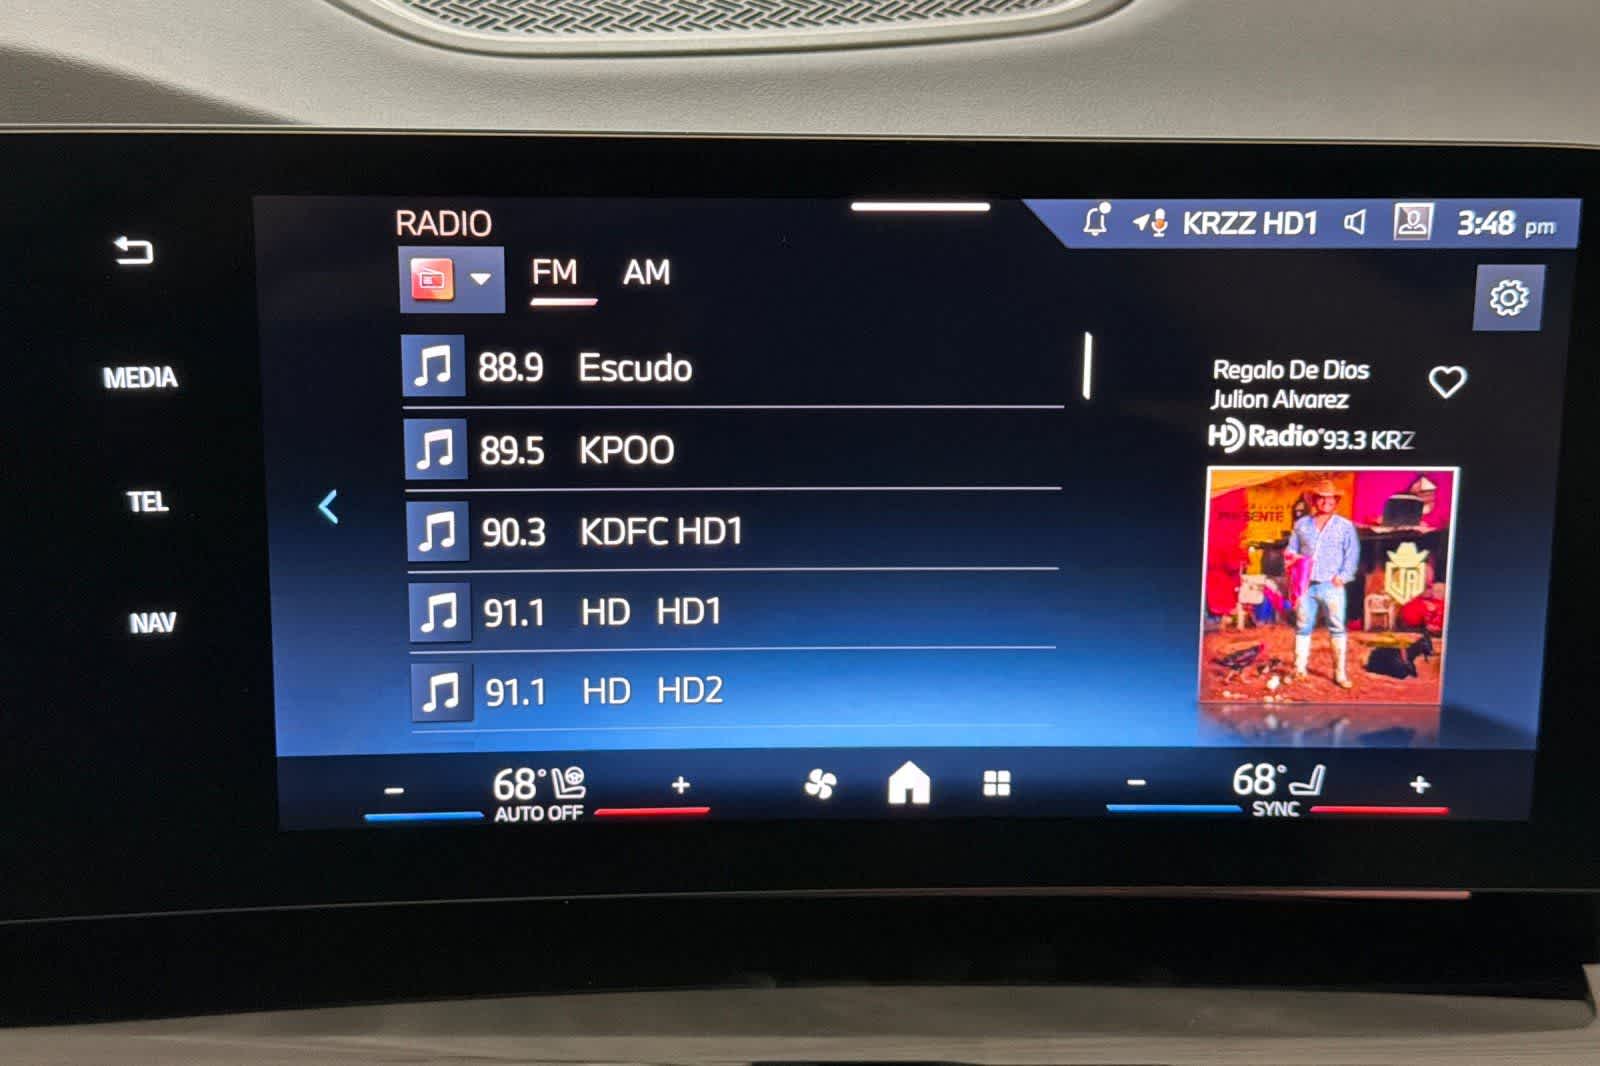 RADIO
KRZZ HD1
3:48 pm
FM AM
MEDIA
TEL
NAV
88.9 Escudo
89.5 KPOO
90.3 KDFC HD1
91.1 HD HD1
91.1 HD HD2
Regalo De Dios
Julion Alvarez
HD Radio 93.3 KRZ
PRESENTE
JA
- 68° +
AUTO OFF
- 68° +
SYNC